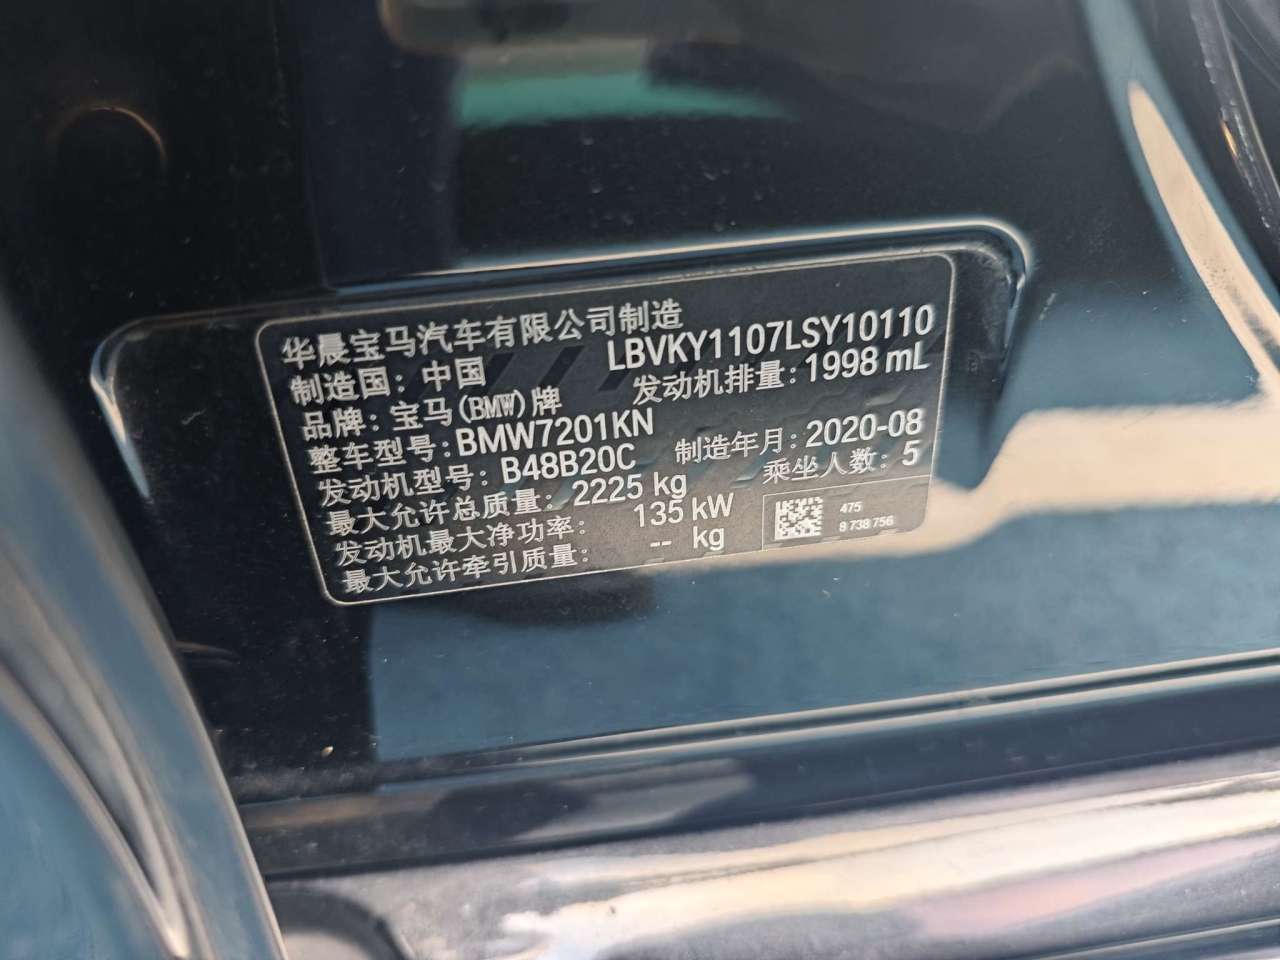 华晨宝马汽车有限公司制造
制造国：中国 LBVKY1107LSY10110
品牌：宝马(BMW)牌 发动机排量：1998 mL
整车型号：BMW7201KN
发动机型号：B48B20C 制造年月：2020-08
最大允许总质量：2225 kg 乘坐人数：5
发动机最大净功率： 135 kW
最大允许牵引质量： -- kg
475
8 738 756